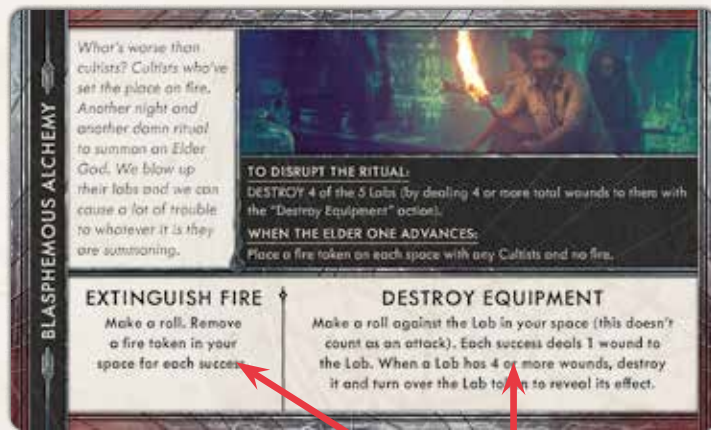 BLASPHEMOUS ALCHEMY
What's worse than
cultists? Cultists who've
set the place on fire.
Another night and
another damn ritual
to summon an Elder
God. We blow up
their labs and we can
cause a lot of trouble
to whatever it is they
are summoning.
TO DISRUPT THE RITUAL:
DESTROY 4 of the 5 Labs (by dealing 4 or more total wounds to them with
the "Destroy Equipment" action).
WHEN THE ELDER ONE ADVANCES:
Place a fire token on each space with any Cultists and no fire.
EXTINGUISH FIRE
Make a roll. Remove
a fire token in your
space for each success.
DESTROY EQUIPMENT
Make a roll against the Lab in your space (this doesn't
count as an attack). Each success deals 1 wound to
the Lab. When a Lab has 4 or more wounds, destroy
it and turn over the Lab token to reveal its effect.